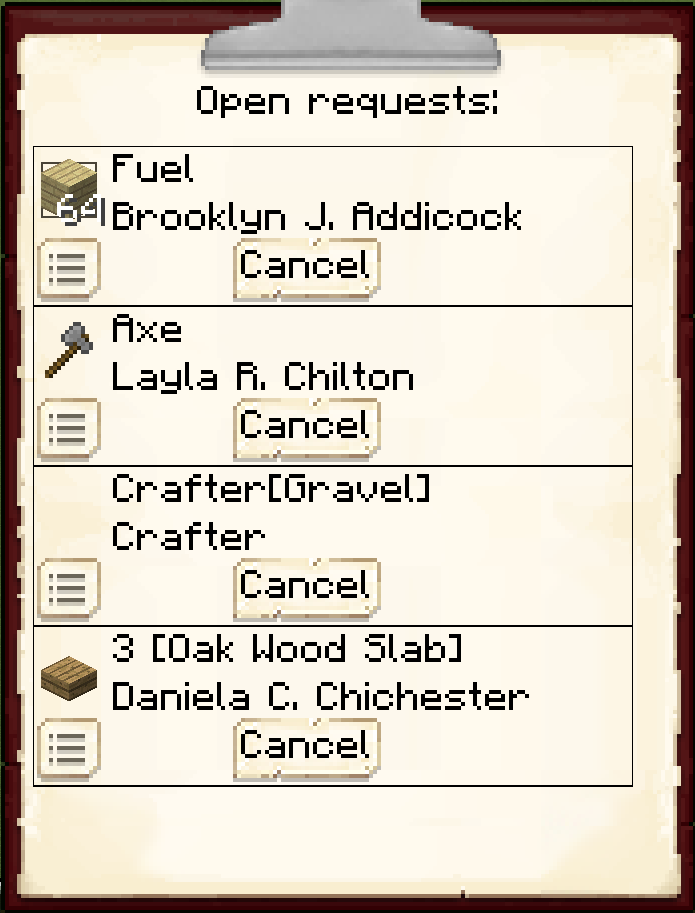 Open requests:
Fuel
64
Brooklyn J. Addicock
Cancel
Axe
Layla R. Chilton
Cancel
Crafter[Gravel]
Crafter
Cancel
3 [Oak Wood Slab]
Daniela C. Chichester
Cancel